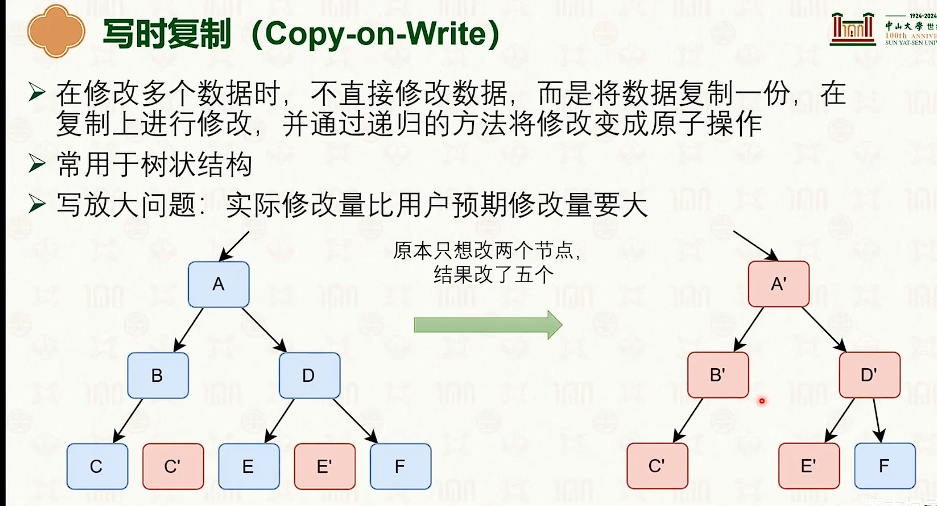 写时复制（Copy-on-Write）
1924-2024
中山大學 世
100th ANNIV
SUN YAT-SEN UNI
在修改多个数据时，不直接修改数据，而是将数据复制一份，在
复制上进行修改，并通过递归的方法将修改变成原子操作
常用于树状结构
写放大问题：实际修改量比用户预期修改量要大
原本只想改两个节点，
结果改了五个
A
B
D
C
C'
E
E'
F
A'
B'
D'
C'
E'
F